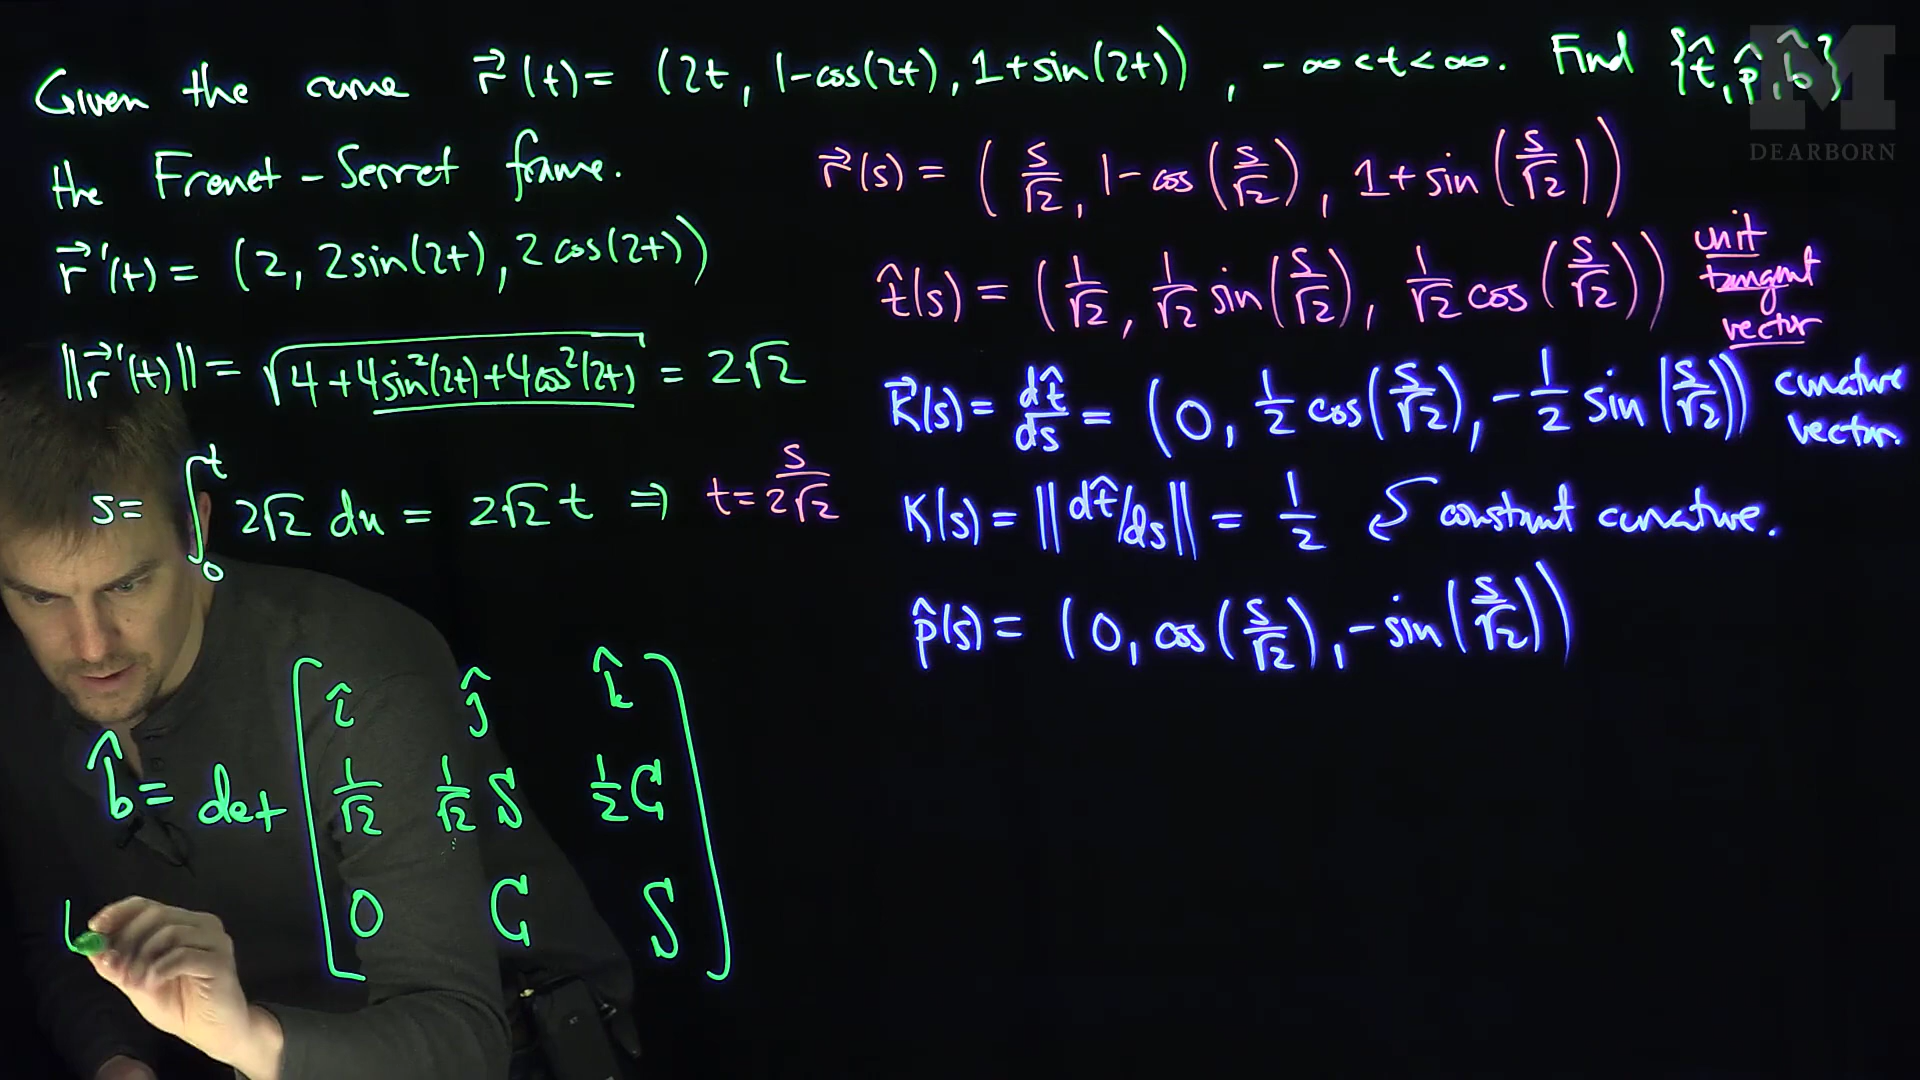 Given the curve r⃗(t) = (2t, 1-cos(2t), 1+sin(2t)), -∞<t<∞. Find {t̂, p̂, b̂}
the Frenet-Serret frame.
r⃗'(t) = (2, 2sin(2t), 2cos(2t))
||r⃗'(t)|| = √(4+4sin²(2t)+4cos²(2t)) = 2√2
s= ∫₀ᵗ 2√2 du = 2√2 t ⇒ t = s/(2√2)
b̂ = det [ î ĵ k̂
1/√2 1/√2 S 1/2 C
0 C S ]
r⃗(s) = (s/√2, 1-cos(s/√2), 1+sin(s/√2))
t̂(s) = (1/√2, 1/√2 sin(s/√2), 1/√2 cos(s/√2)) unit
tangent
vector
K⃗(s) = dt̂/ds = (0, 1/2 cos(s/√2), -1/2 sin(s/√2)) curvature
vector.
K(s) = ||dt̂/ds|| = 1/2 constant curvature.
p̂(s) = (0, cos(s/√2), -sin(s/√2))
M
DEARBORN